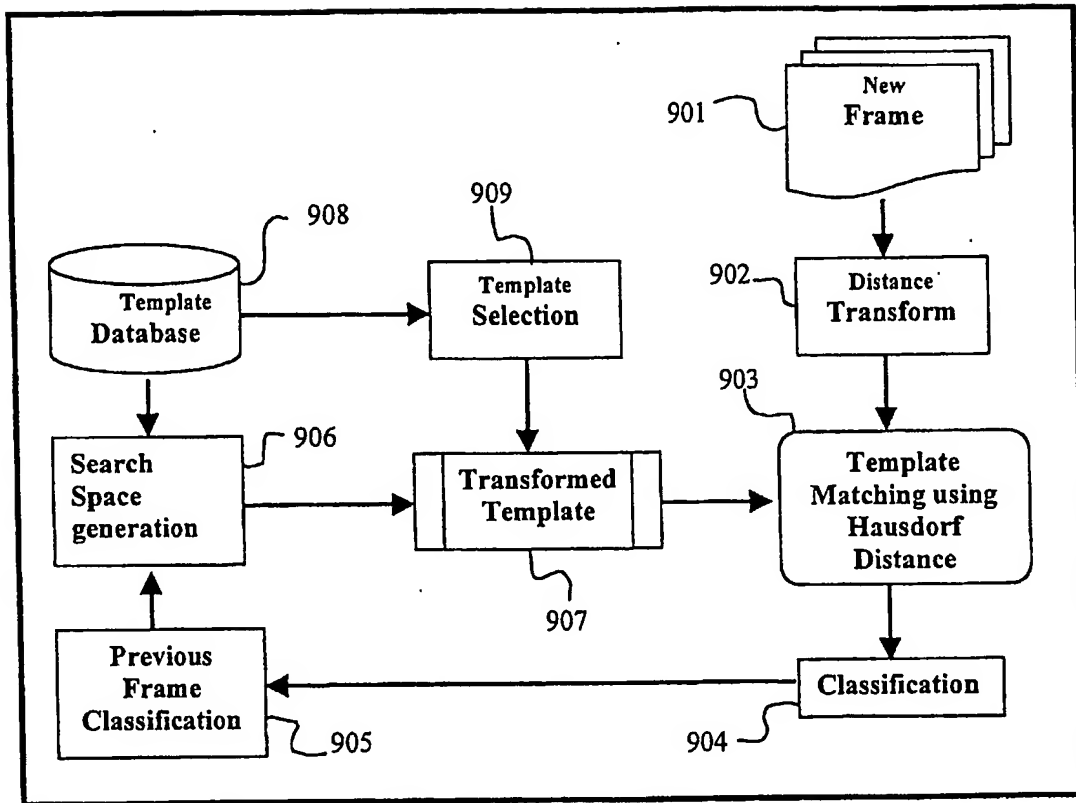 New
Frame
901
909
908
902
Distance
Transform
Template
Database
Template
Selection
903
906
Search
Space
generation
Transformed
Template
Template
Matching using
Hausdorf
Distance
907
Previous
Frame
Classification
905
Classification
904